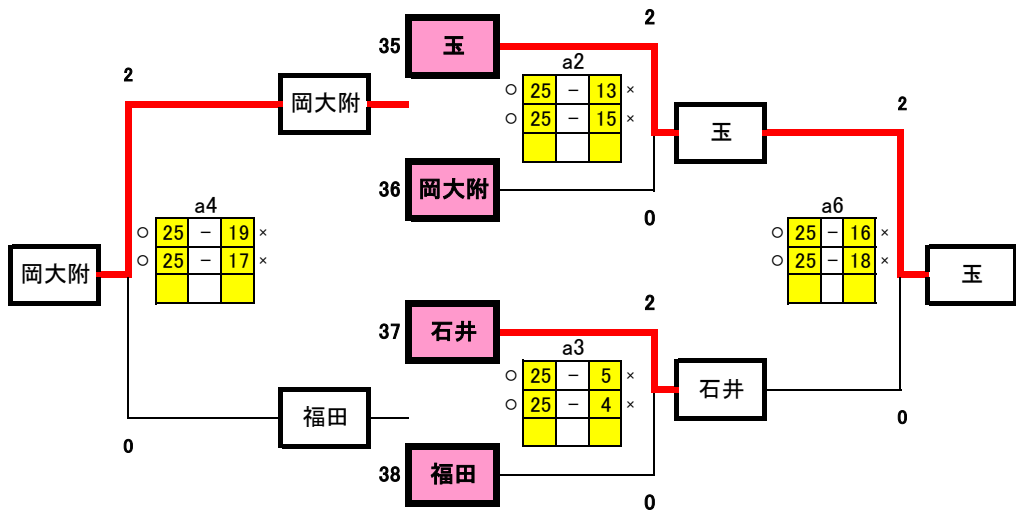 2
35 玉
a2
○ 25 － 13 ×
○ 25 － 15 ×
2
岡大附
玉
2
36 岡大附
0
a4
○ 25 － 19 ×
○ 25 － 17 ×
a6
○ 25 － 16 ×
○ 25 － 18 ×
岡大附
玉
2
37 石井
a3
○ 25 － 5 ×
○ 25 － 4 ×
石井
福田
0
0
38 福田
0